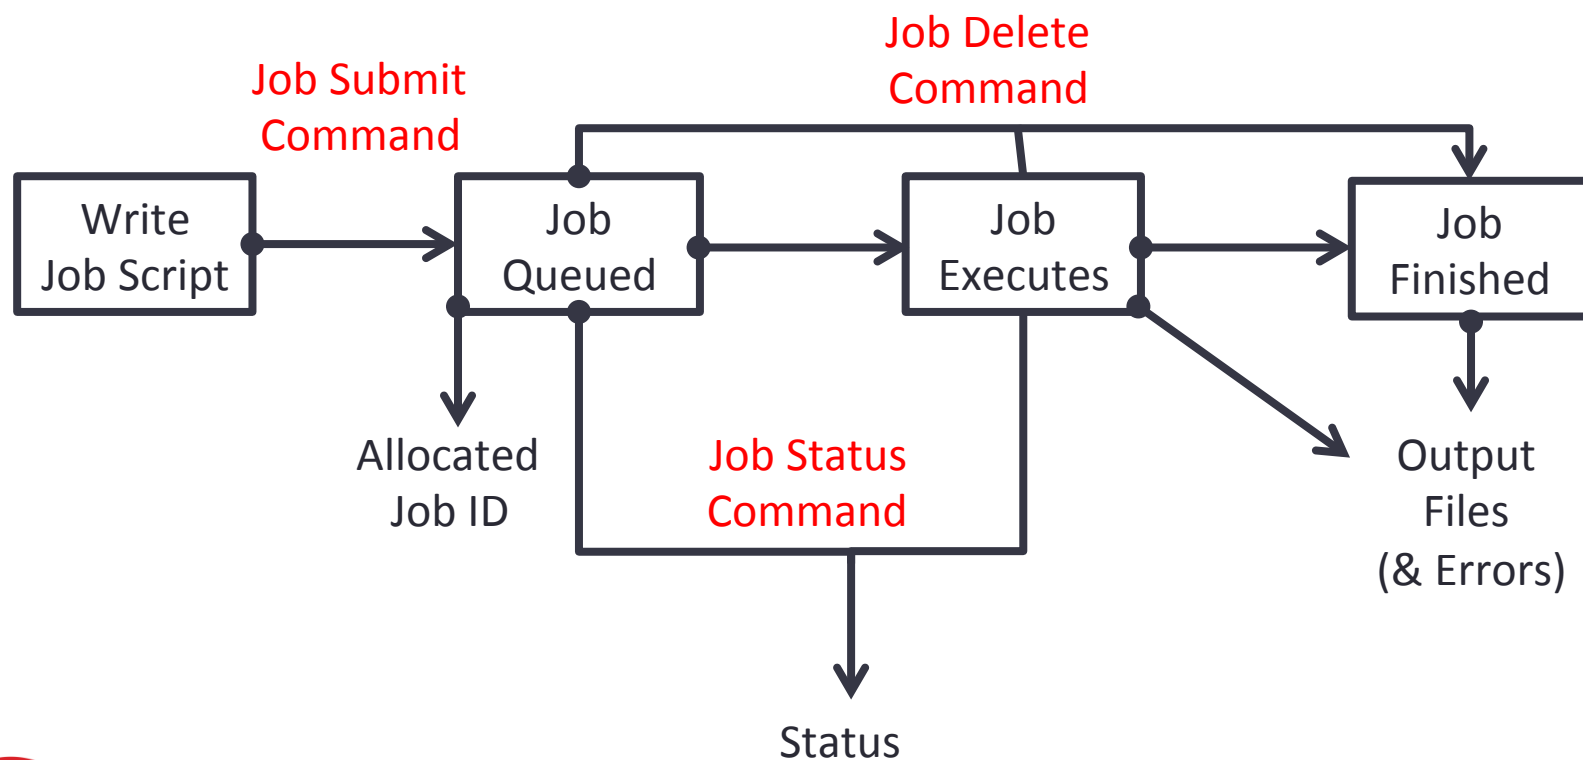 Job Delete
Command
Job Submit
Command
Write
Job Script
Job
Queued
Job
Executes
Job
Finished
Allocated
Job ID
Job Status
Command
Output
Files
(& Errors)
Status